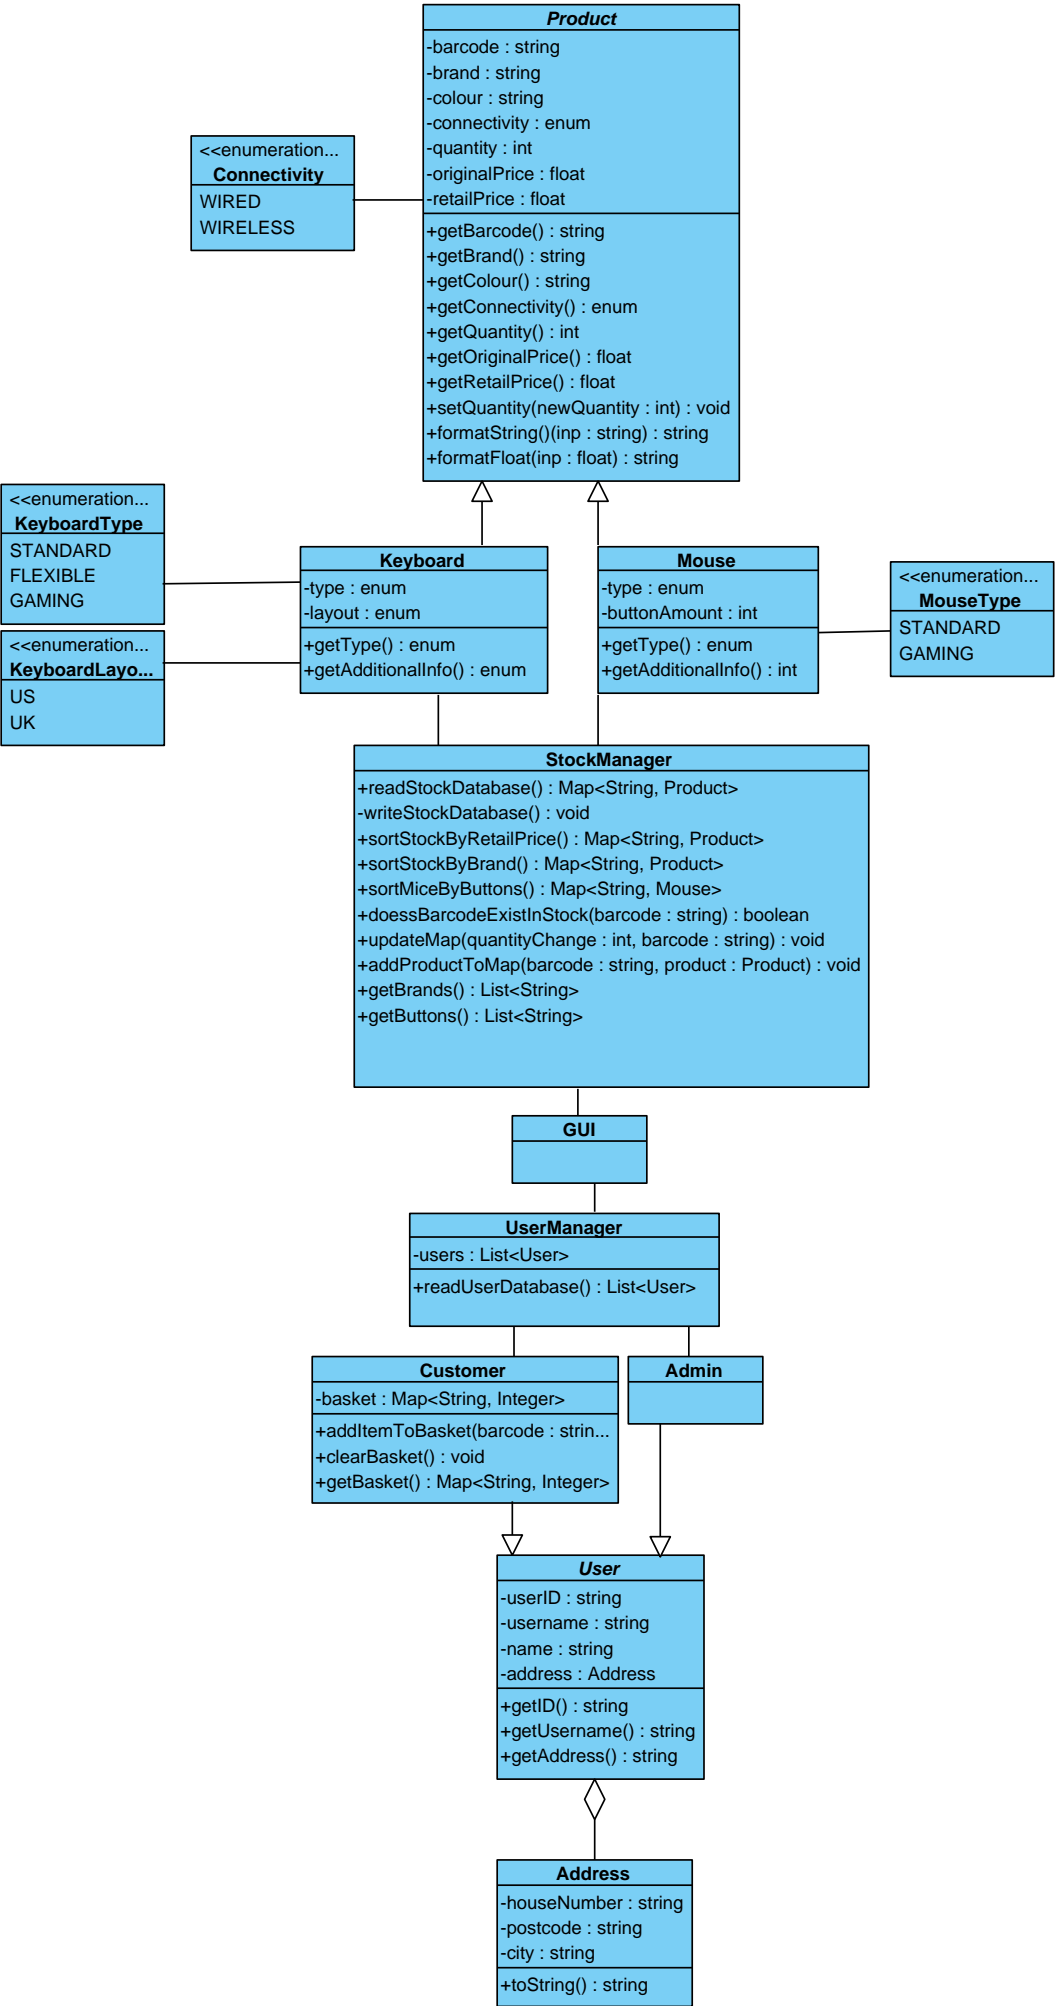 Product
-barcode : string
-brand : string
-colour : string
-connectivity : enum
-quantity : int
-originalPrice : float
-retailPrice : float
+getBarcode() : string
+getBrand() : string
+getColour() : string
+getConnectivity() : enum
+getQuantity() : int
+getOriginalPrice() : float
+getRetailPrice() : float
+setQuantity(newQuantity : int) : void
+formatString()(inp : string) : string
+formatFloat(inp : float) : string
<<enumeration...
Connectivity
WIRED
WIRELESS
<<enumeration...
KeyboardType
STANDARD
FLEXIBLE
GAMING
<<enumeration...
KeyboardLayo...
US
UK
Keyboard
-type : enum
-layout : enum
+getType() : enum
+getAdditionalInfo() : enum
Mouse
-type : enum
-buttonAmount : int
+getType() : enum
+getAdditionalInfo() : int
<<enumeration...
MouseType
STANDARD
GAMING
StockManager
+readStockDatabase() : Map<String, Product>
-writeStockDatabase() : void
+sortStockByRetailPrice() : Map<String, Product>
+sortStockByBrand() : Map<String, Product>
+sortMiceByButtons() : Map<String, Mouse>
+doessBarcodeExistInStock(barcode : string) : boolean
+updateMap(quantityChange : int, barcode : string) : void
+addProductToMap(barcode : string, product : Product) : void
+getBrands() : List<String>
+getButtons() : List<String>
GUI
UserManager
-users : List<User>
+readUserDatabase() : List<User>
Customer
-basket : Map<String, Integer>
+addItemToBasket(barcode : strin...
+clearBasket() : void
+getBasket() : Map<String, Integer>
Admin
User
-userID : string
-username : string
-name : string
-address : Address
+getID() : string
+getUsername() : string
+getAddress() : string
Address
-houseNumber : string
-postcode : string
-city : string
+toString() : string